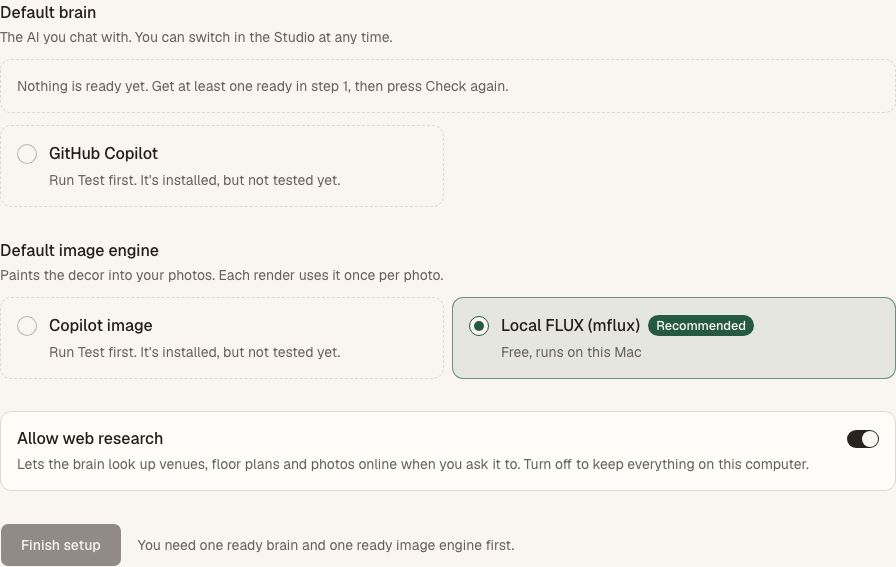 Default brain
The AI you chat with. You can switch in the Studio at any time.
Nothing is ready yet. Get at least one ready in step 1, then press Check again.
GitHub Copilot
Run Test first. It's installed, but not tested yet.
Default image engine
Paints the decor into your photos. Each render uses it once per photo.
Copilot image
Run Test first. It's installed, but not tested yet.
Local FLUX (mflux) Recommended
Free, runs on this Mac
Allow web research
Lets the brain look up venues, floor plans and photos online when you ask it to. Turn off to keep everything on this computer.
Finish setup
You need one ready brain and one ready image engine first.